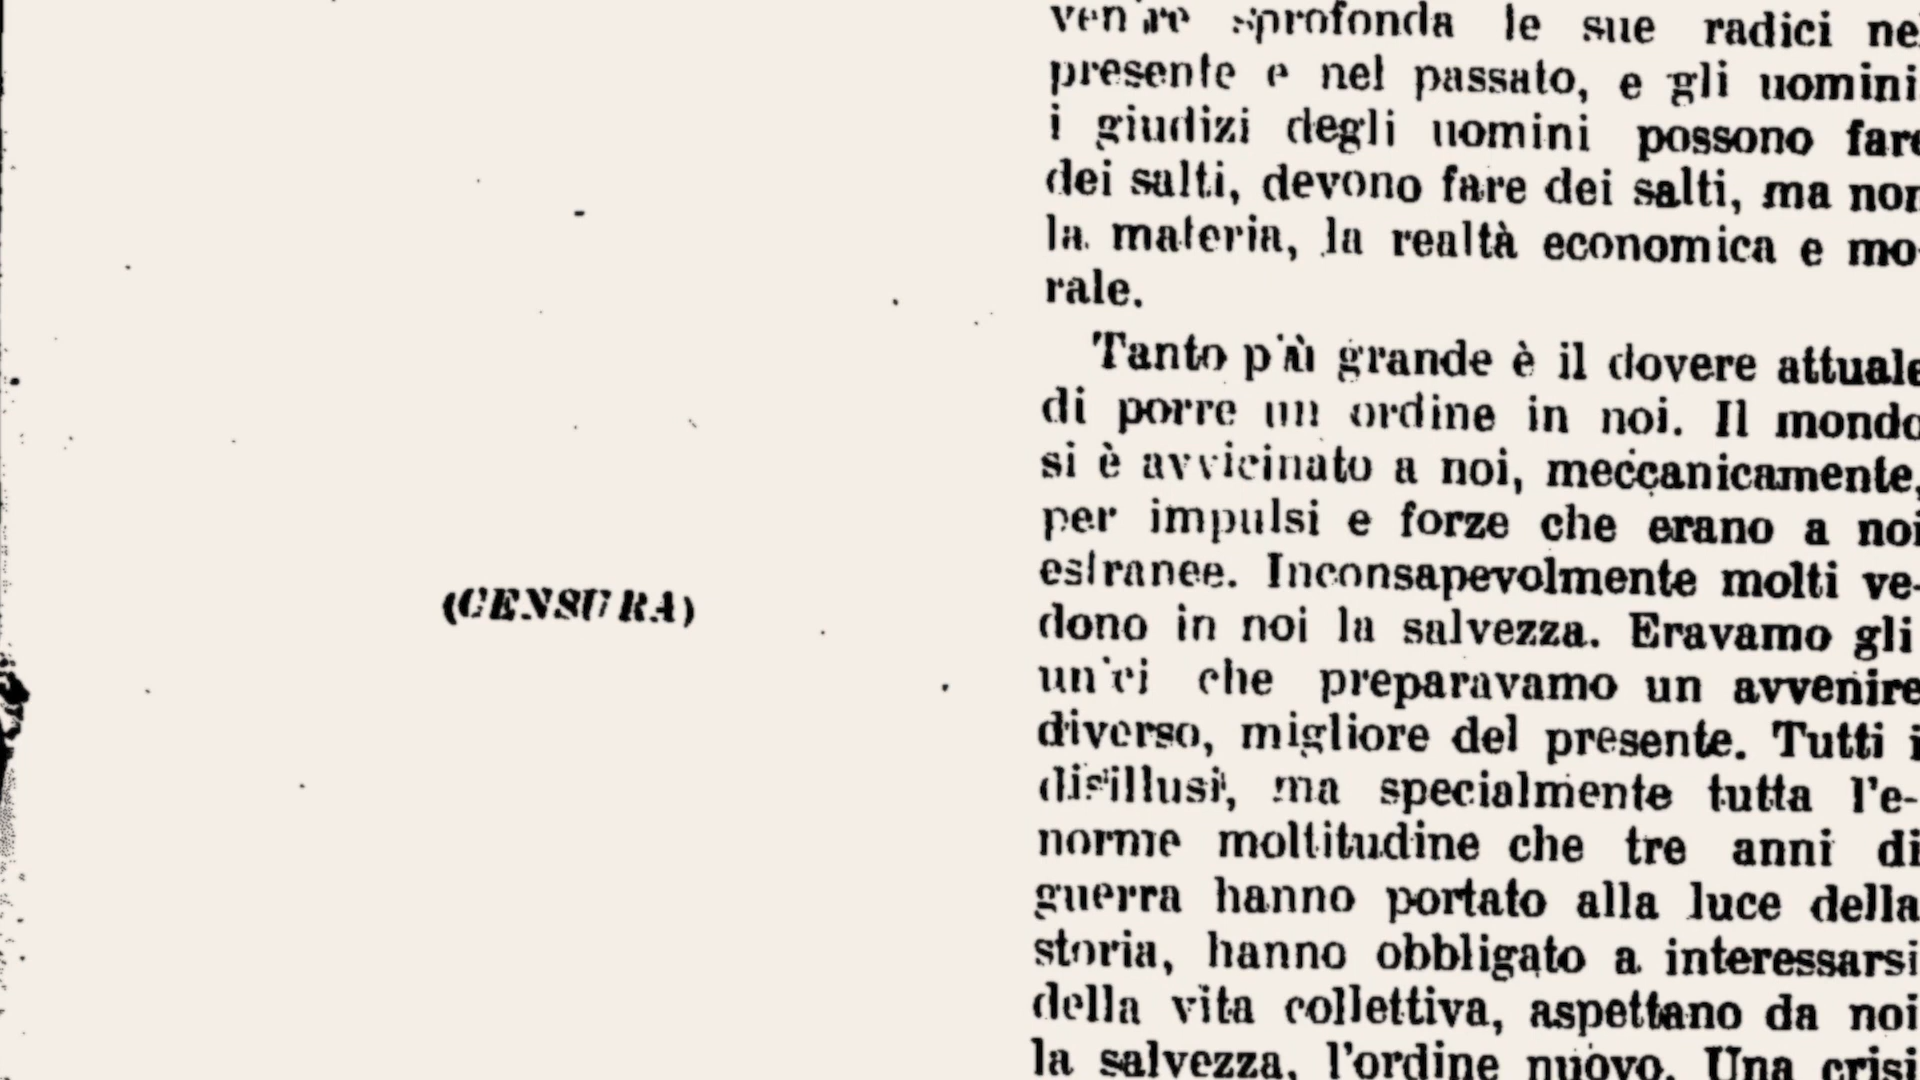 (CENSURA)
venire sprofonda le sue radici ne
presente e nel passato, e gli uomini
i giudizi degli uomini possono fare
dei salti, devono fare dei salti, ma non
la materia, la realtà economica e mo-
rale.
Tanto più grande è il dovere attuale
di porre un ordine in noi. Il mondo
si è avvicinato a noi, meccanicamente,
per impulsi e forze che erano a noi
estranee. Inconsapevolmente molti ve-
dono in noi la salvezza. Eravamo gli
unici che preparavamo un avvenire
diverso, migliore del presente. Tutti i
disillusi, ma specialmente tutta l'e-
norme moltitudine che tre anni di
guerra hanno portato alla luce della
storia, hanno obbligato a interessarsi
della vita collettiva, aspettano da noi
la salvezza, l'ordine nuovo. Una crisi